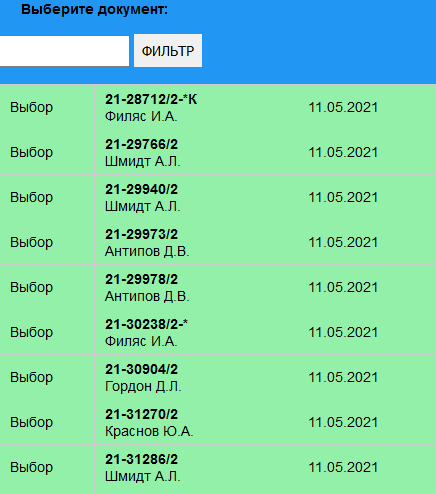 Выберите документ:
ФИЛЬТР
Выбор 21-28712/2-*К 11.05.2021
Филяс И.А.
Выбор 21-29766/2 11.05.2021
Шмидт А.Л.
Выбор 21-29940/2 11.05.2021
Шмидт А.Л.
Выбор 21-29973/2 11.05.2021
Антипов Д.В.
Выбор 21-29978/2 11.05.2021
Антипов Д.В.
Выбор 21-30238/2-* 11.05.2021
Филяс И.А.
Выбор 21-30904/2 11.05.2021
Гордон Д.Л.
Выбор 21-31270/2 11.05.2021
Краснов Ю.А.
Выбор 21-31286/2 11.05.2021
Шмидт А.Л.